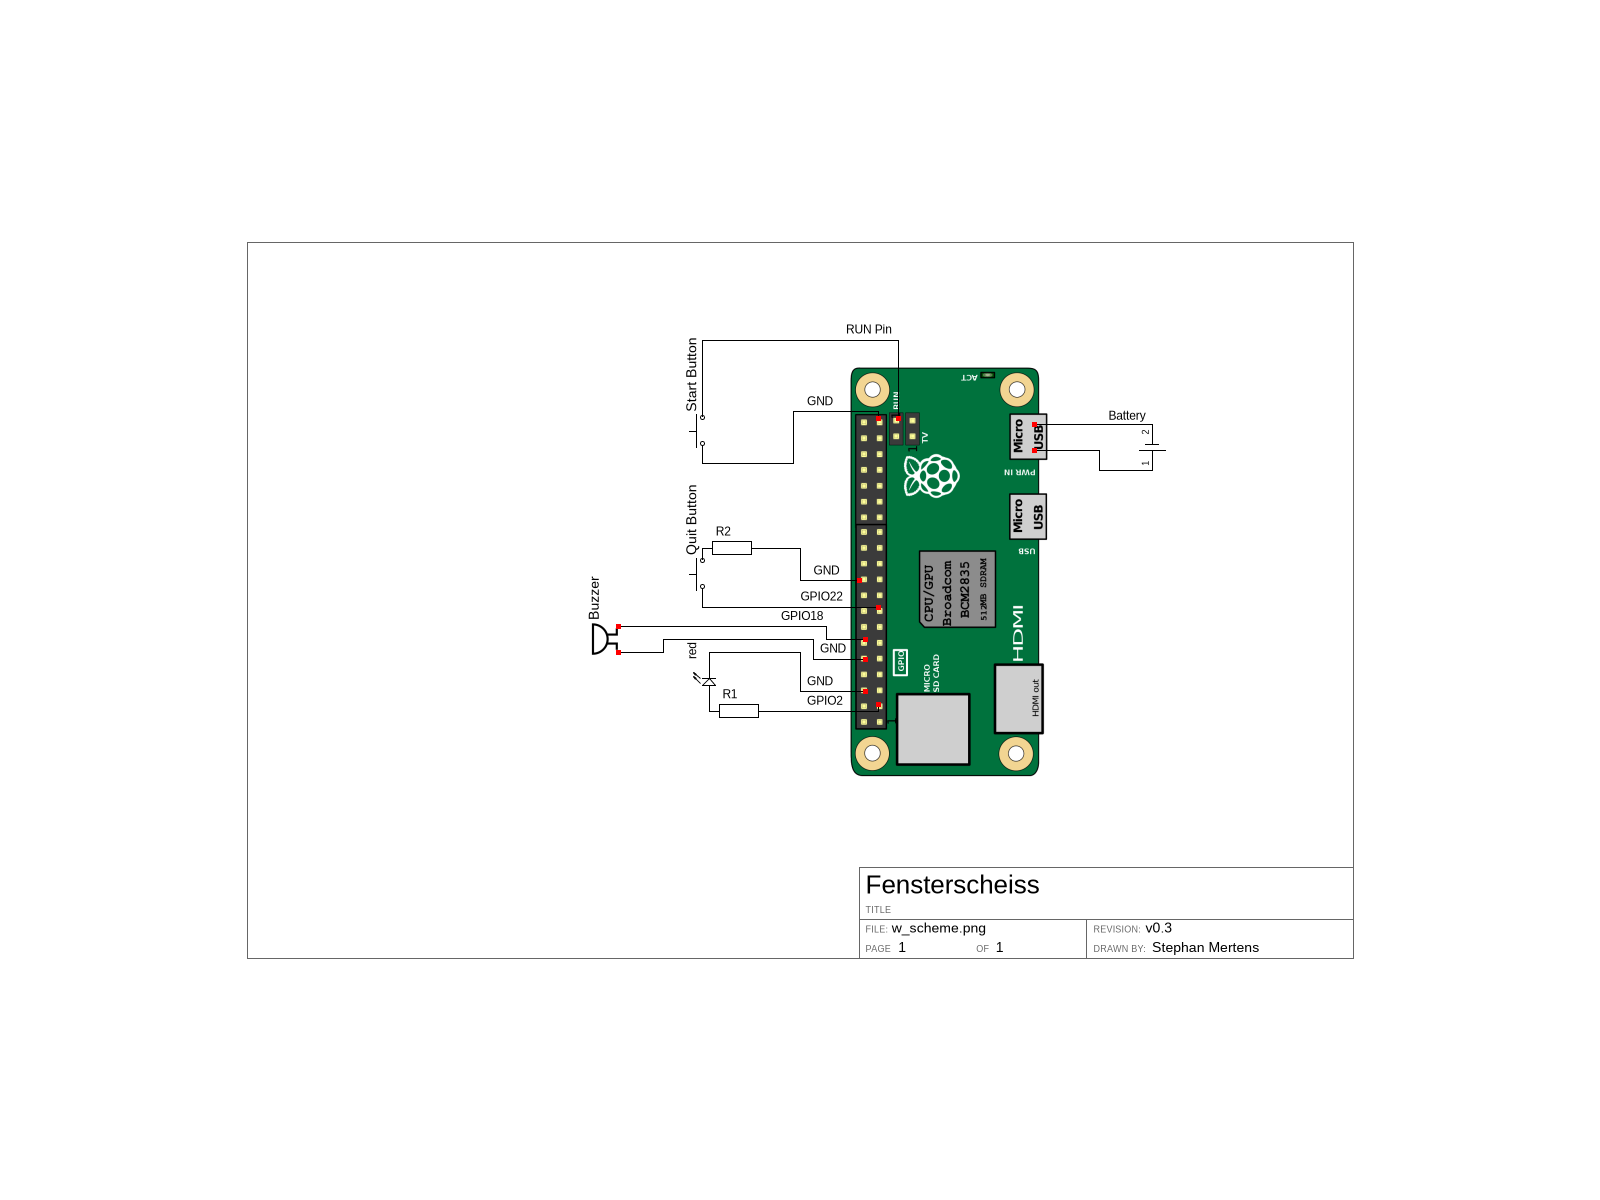 RUN Pin
Start Button
GND
ACT
RUN
TV
1
Micro
USB
PWR IN
Battery
2
1
Quit Button
R2
GND
GPIO22
Micro
USB
USB
CPU/GPU
Broadcom
BCM2835
512MB SDRAM
Buzzer
GPIO18
GND
red
GND
R1
GPIO2
GPIO
MICRO
SD CARD
1
HDMI
HDMI out
Fensterscheiss
TITLE
FILE: w_scheme.png
REVISION: v0.3
PAGE 1 OF 1
DRAWN BY: Stephan Mertens